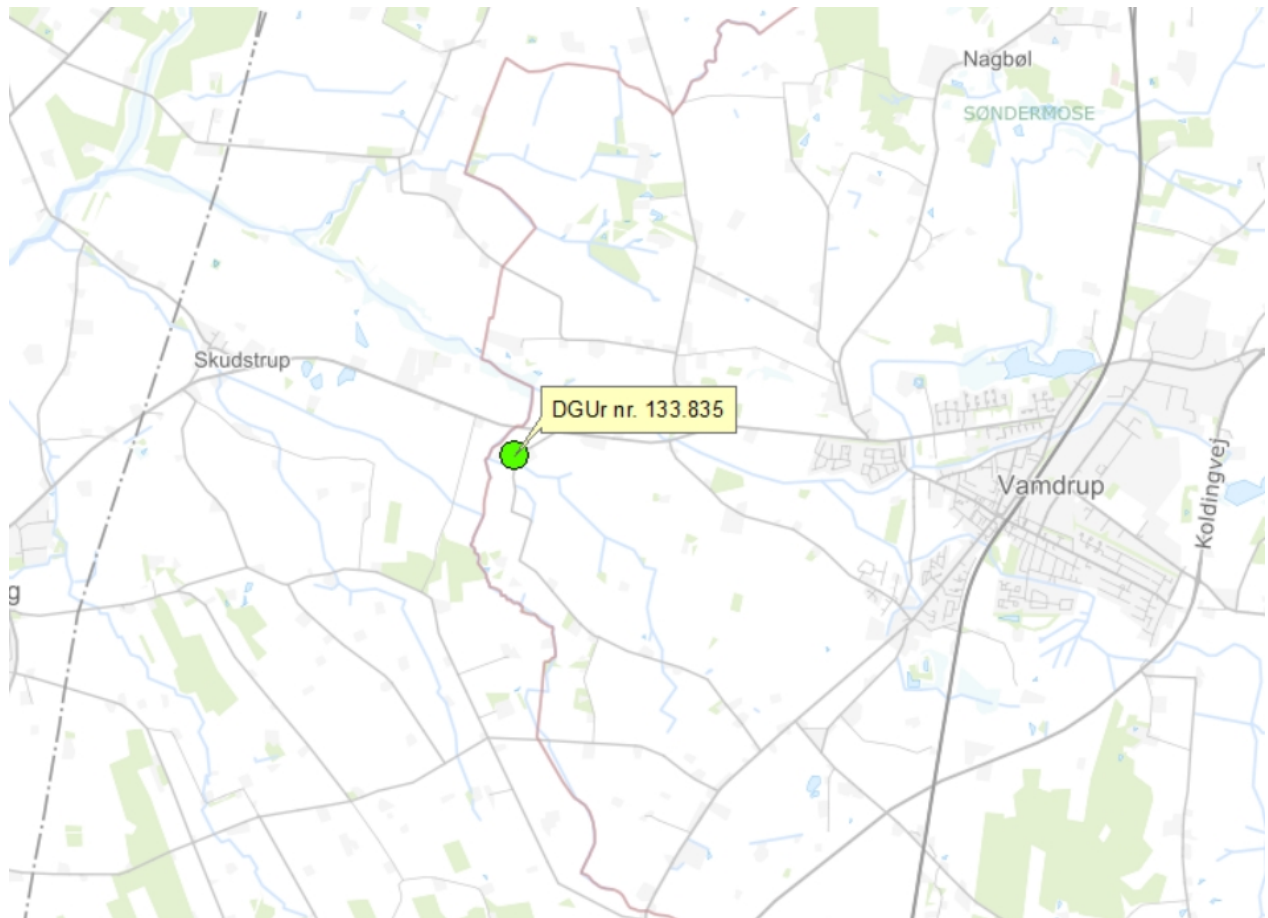 Nagbøl
SØNDERMOSE
Skudstrup
DGUr nr. 133.835
Vamdrup
Koldingvej
g